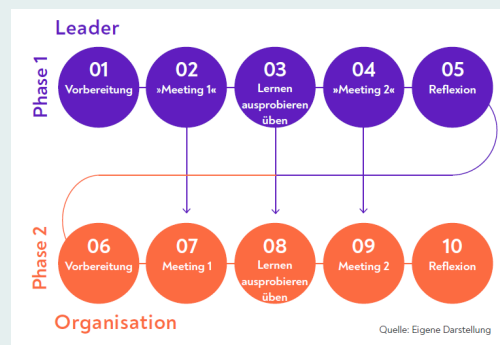 Leader
Phase 1
01
Vorbereitung
02
»Meeting 1«
03
Lernen
ausprobieren
üben
04
»Meeting 2«
05
Reflexion
Phase 2
06
Vorbereitung
07
Meeting 1
08
Lernen
ausprobieren
üben
09
Meeting 2
10
Reflexion
Organisation
Quelle: Eigene Darstellung